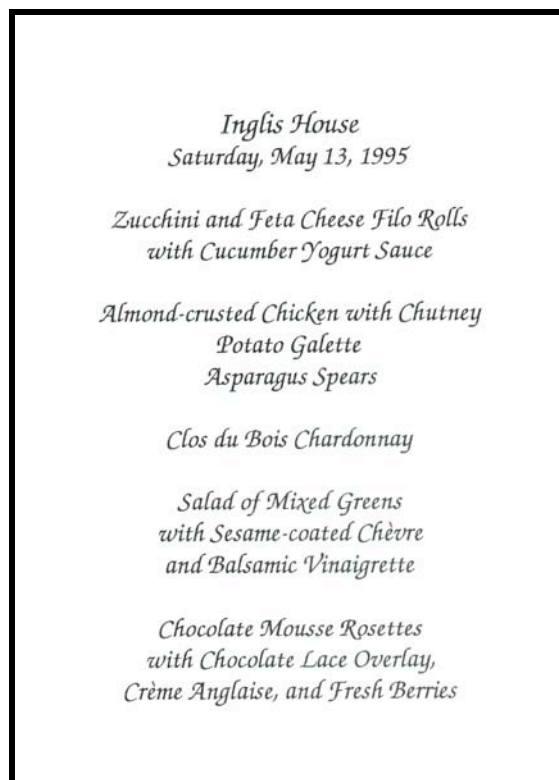 Inglis House
Saturday, May 13, 1995
Zucchini and Feta Cheese Filo Rolls
with Cucumber Yogurt Sauce
Almond-crusted Chicken with Chutney
Potato Galette
Asparagus Spears
Clos du Bois Chardonnay
Salad of Mixed Greens
with Sesame-coated Chèvre
and Balsamic Vinaigrette
Chocolate Mousse Rosettes
with Chocolate Lace Overlay,
Crème Anglaise, and Fresh Berries